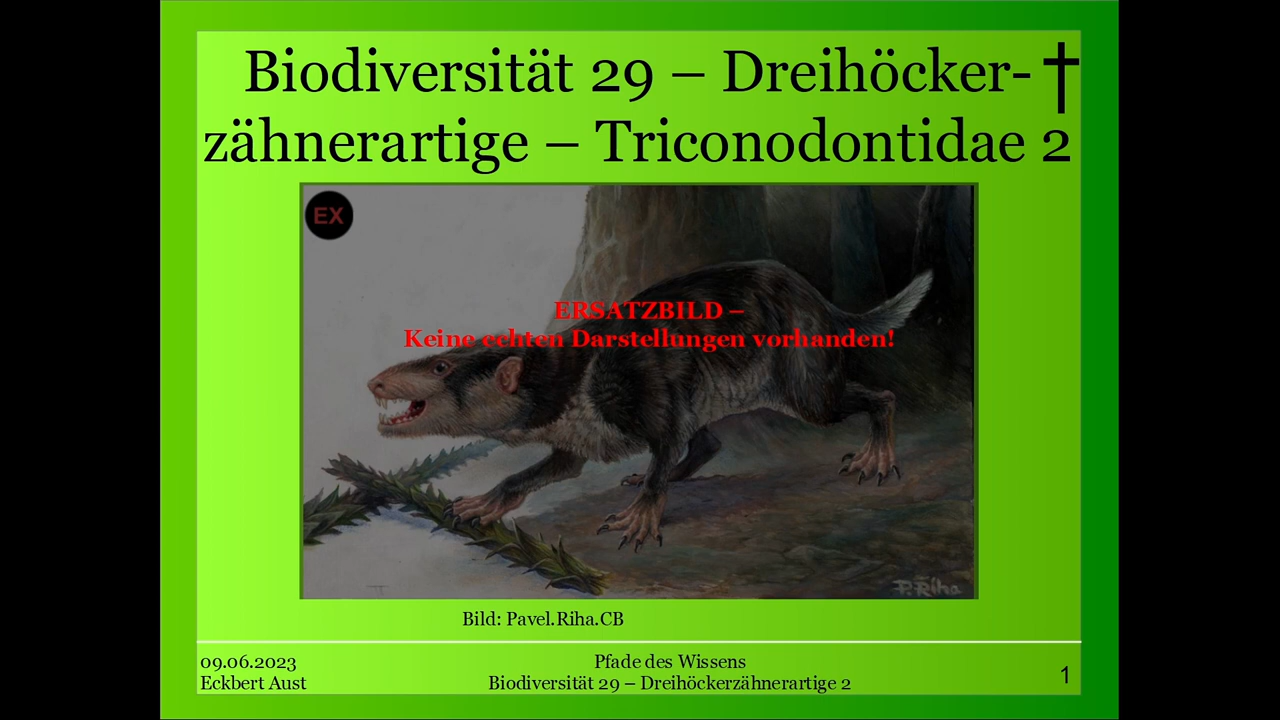 Biodiversität 29 – Dreihöcker- †
zähnerartige – Triconodontidae 2
EX
ERSATZBILD –
Keine echten Darstellungen vorhanden!
P. Riha
Bild: Pavel.Riha.CB
09.06.2023
Eckbert Aust
Pfade des Wissens
Biodiversität 29 – Dreihöckerzähnerartige 2
1